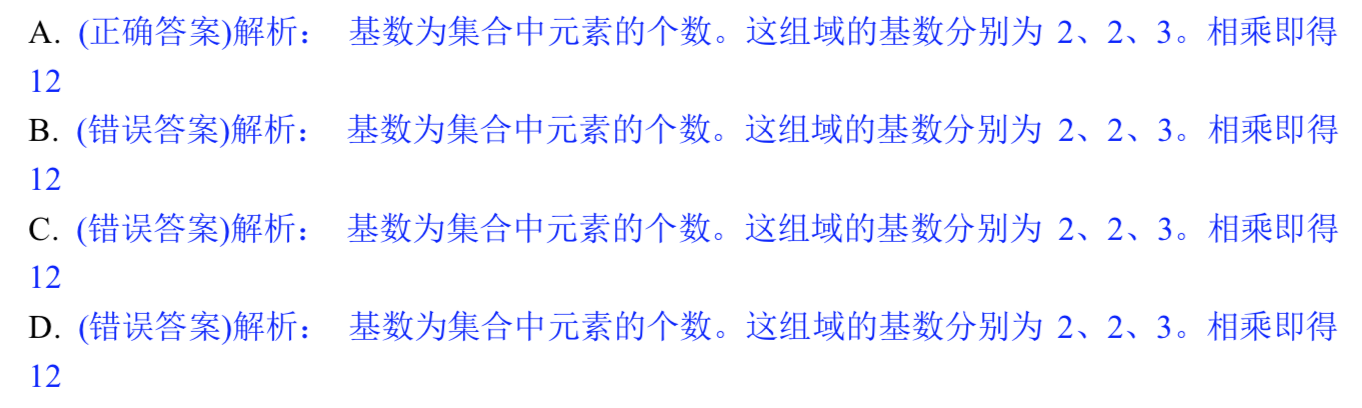 A. (正确答案)解析： 基数为集合中元素的个数。这组域的基数分别为 2、2、3。相乘即得
12
B. (错误答案)解析： 基数为集合中元素的个数。这组域的基数分别为 2、2、3。相乘即得
12
C. (错误答案)解析： 基数为集合中元素的个数。这组域的基数分别为 2、2、3。相乘即得
12
D. (错误答案)解析： 基数为集合中元素的个数。这组域的基数分别为 2、2、3。相乘即得
12